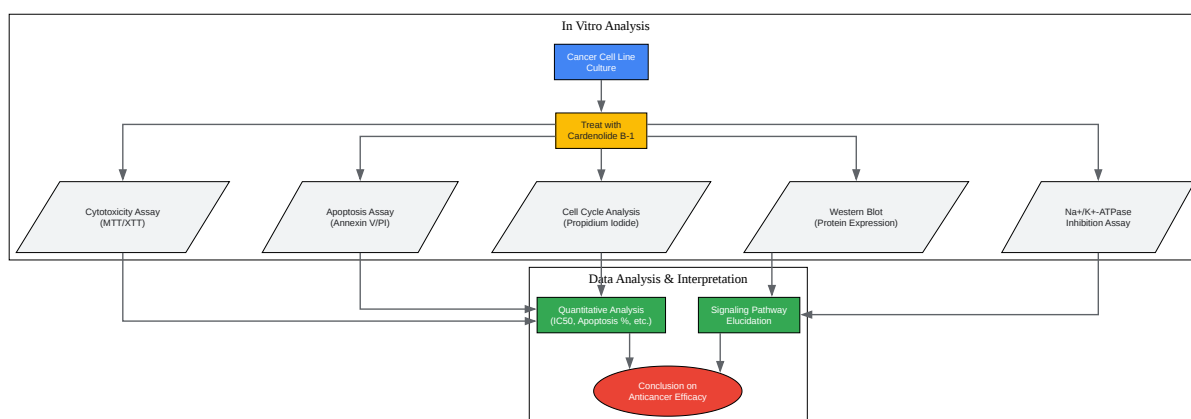 In Vitro Analysis
Cancer Cell Line
Culture
Treat with
Cardenolide B-1
Cytotoxicity Assay
(MTT/XTT)
Apoptosis Assay
(Annexin V/PI)
Cell Cycle Analysis
(Propidium Iodide)
Western Blot
(Protein Expression)
Na+/K+-ATPase
Inhibition Assay
Data Analysis & Interpretation
Quantitative Analysis
(IC50, Apoptosis %, etc.)
Signaling Pathway
Elucidation
Conclusion on
Anticancer Efficacy